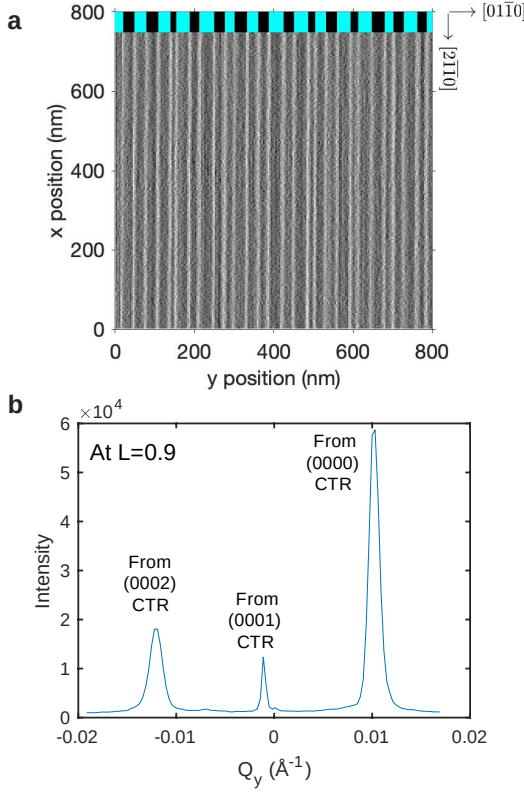 a
[011̅0]
[21̅1̅0]
800
600
400
200
0
x position (nm)
0 200 400 600 800
y position (nm)
b
×10⁴
At L=0.9
From
(0000)
CTR
From
(0002)
CTR
From
(0001)
CTR
6
5
4
3
2
1
0
Intensity
-0.02 -0.01 0 0.01 0.02
Q_y (Å⁻¹)